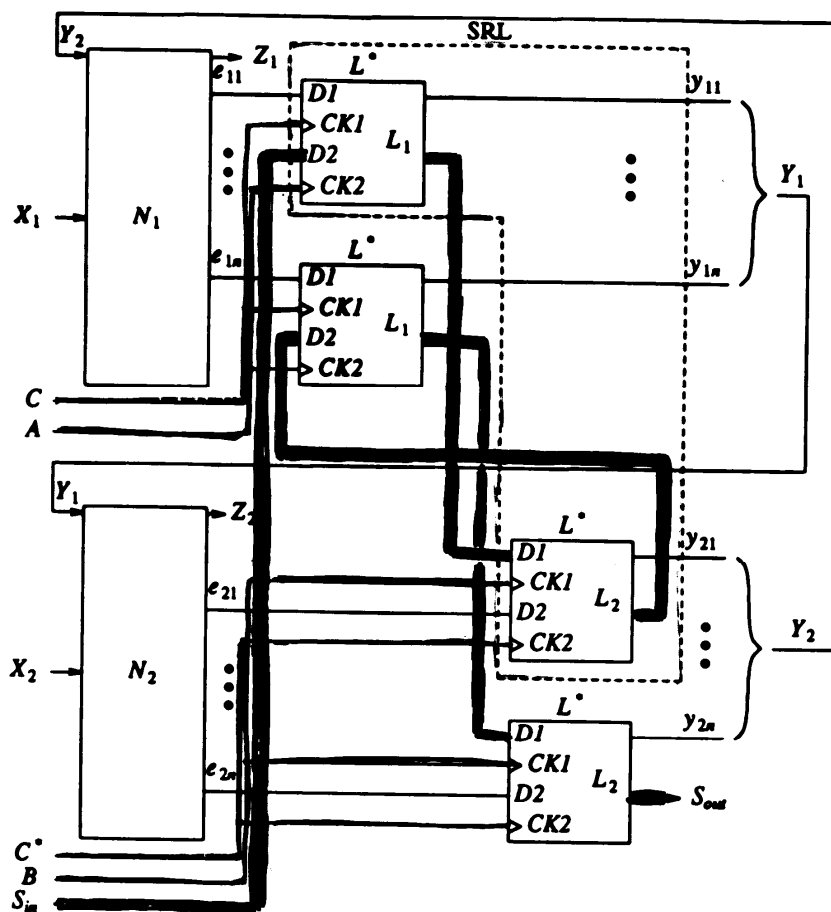 SRL
Y2
Z1
e11
L*
D1
CK1
D2
CK2
L1
y11
X1
N1
Y1
e1n
L*
D1
CK1
D2
CK2
L1
y1n
C
A
Y1
Z2
L*
y21
D1
CK1
D2
CK2
L2
e21
X2
N2
Y2
L*
y2n
D1
CK1
D2
CK2
L2
Sout
e2n
C*
B
Sin